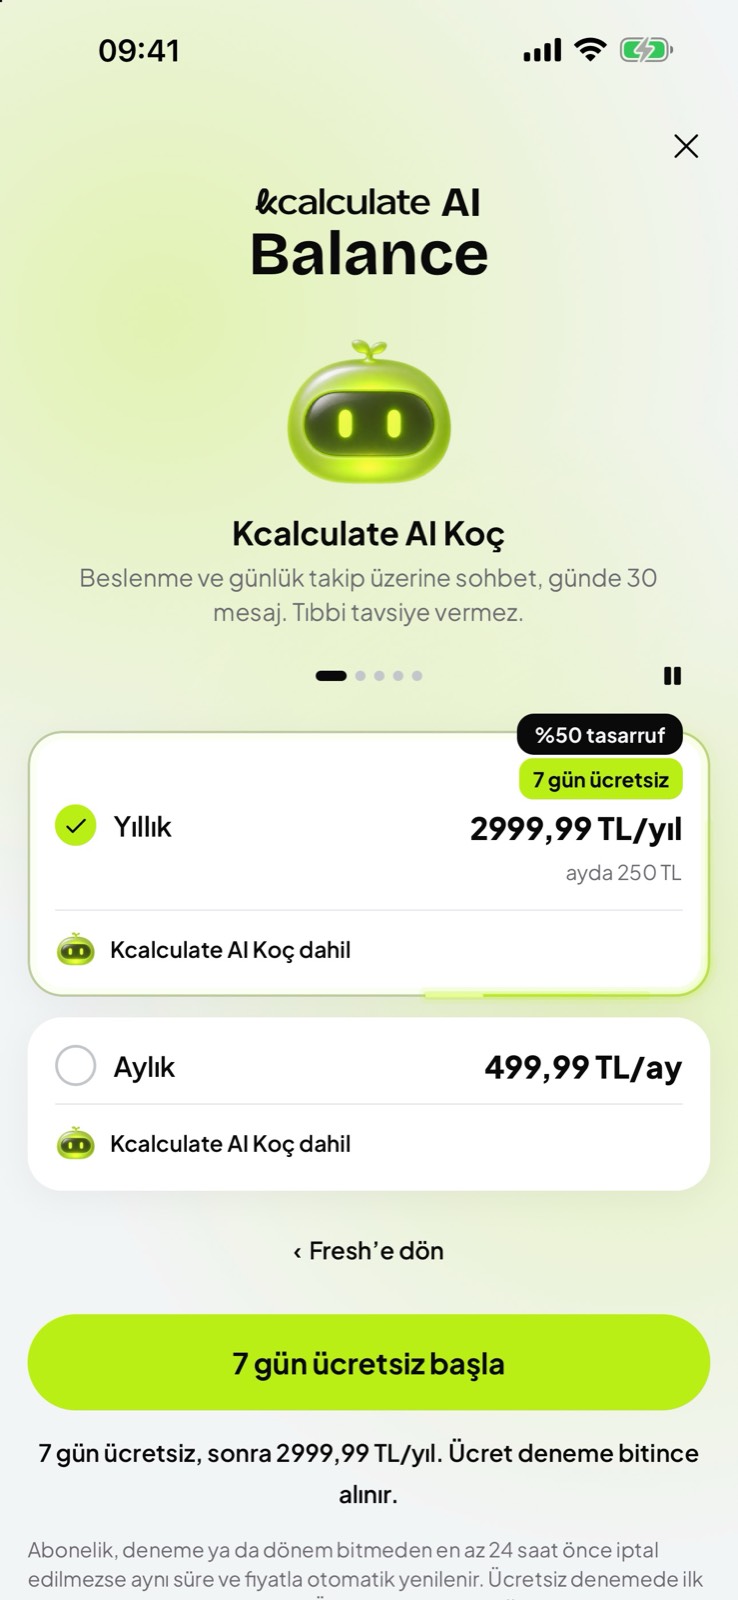 09:41
kcalculate AI
Balance
Kcalculate AI Koç
Beslenme ve günlük takip üzerine sohbet, günde 30
mesaj. Tıbbi tavsiye vermez.
%50 tasarruf
7 gün ücretsiz
Yıllık
2999,99 TL/yıl
ayda 250 TL
Kcalculate AI Koç dahil
Aylık
499,99 TL/ay
Kcalculate AI Koç dahil
‹ Fresh’e dön
7 gün ücretsiz başla
7 gün ücretsiz, sonra 2999,99 TL/yıl. Ücret deneme bitince
alınır.
Abonelik, deneme ya da dönem bitmeden en az 24 saat önce iptal
edilmezse aynı süre ve fiyatla otomatik yenilenir. Ücretsiz denemede ilk